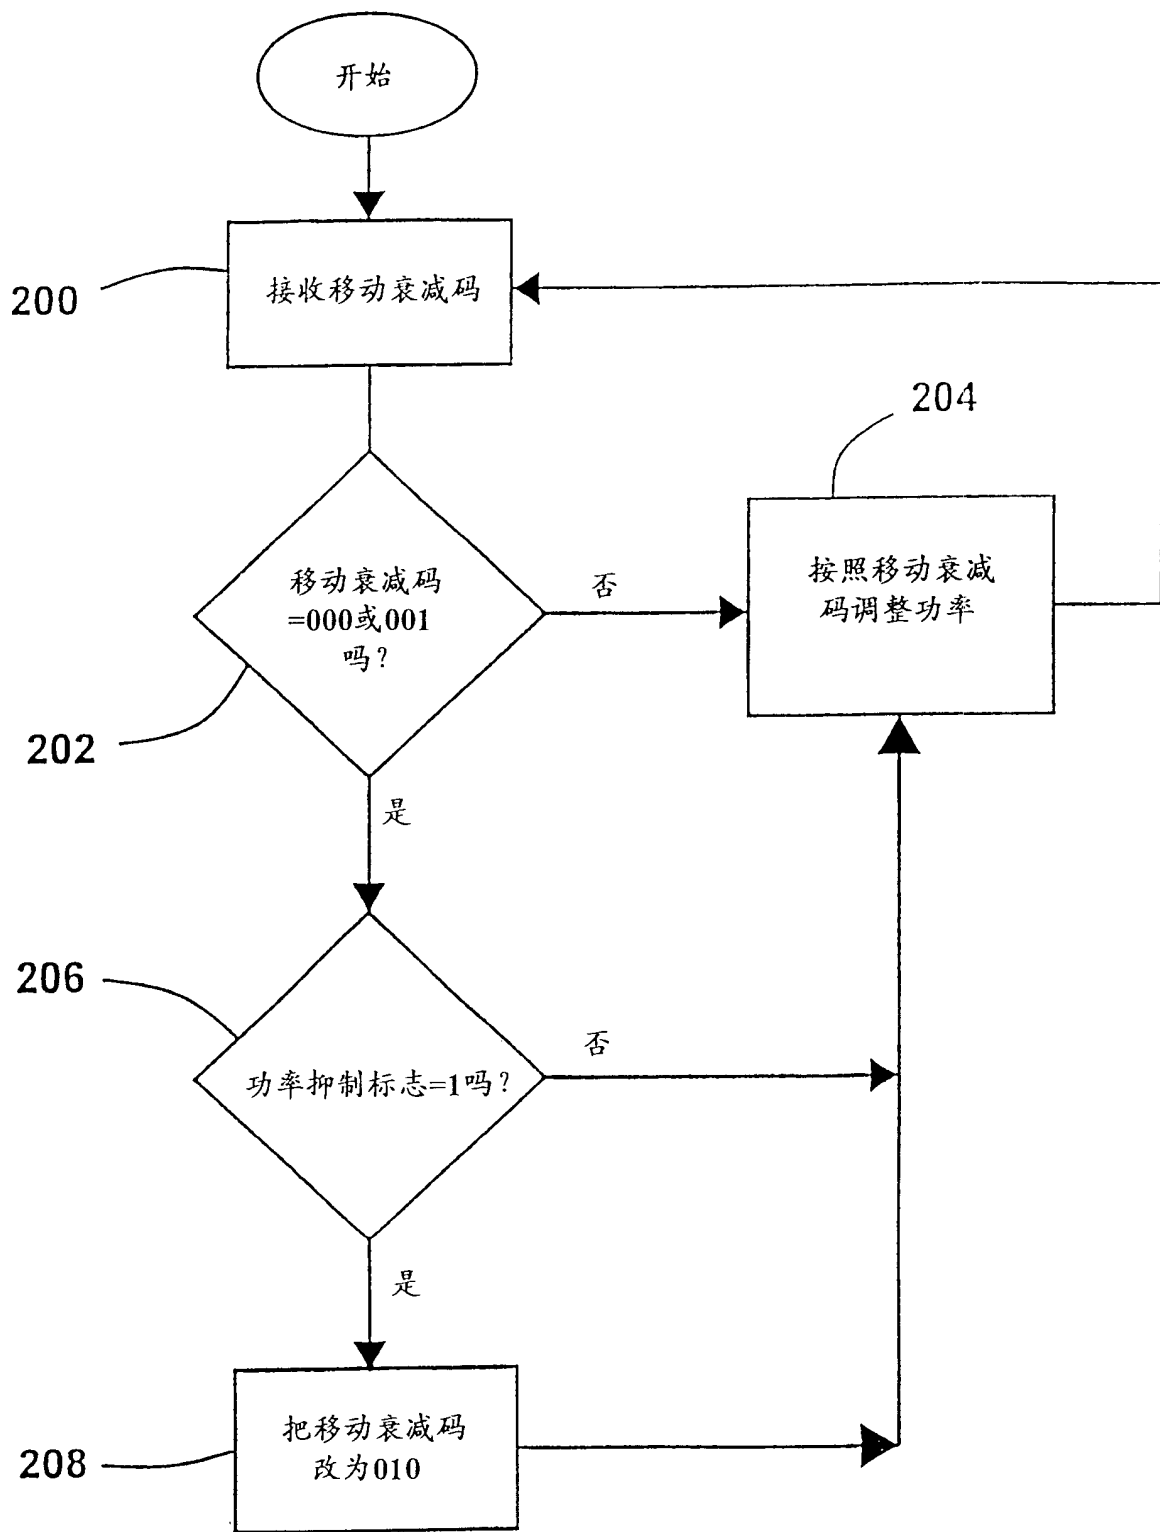 开始
接收移动衰减码
200
204
移动衰减码
=000或001
吗?
否
按照移动衰减
码调整功率
202
是
206
否
功率抑制标志=1吗?
是
把移动衰减码
改为010
208